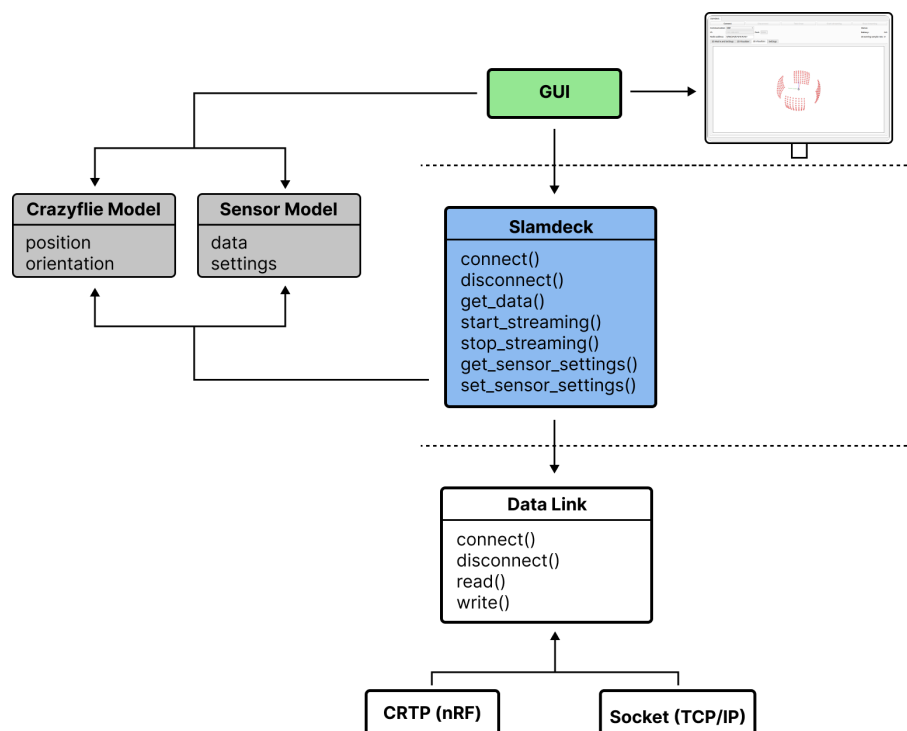 GUI
Crazyflie Model
position
orientation
Sensor Model
data
settings
Slamdeck
connect()
disconnect()
get_data()
start_streaming()
stop_streaming()
get_sensor_settings()
set_sensor_settings()
Data Link
connect()
disconnect()
read()
write()
CRTP (nRF)
Socket (TCP/IP)